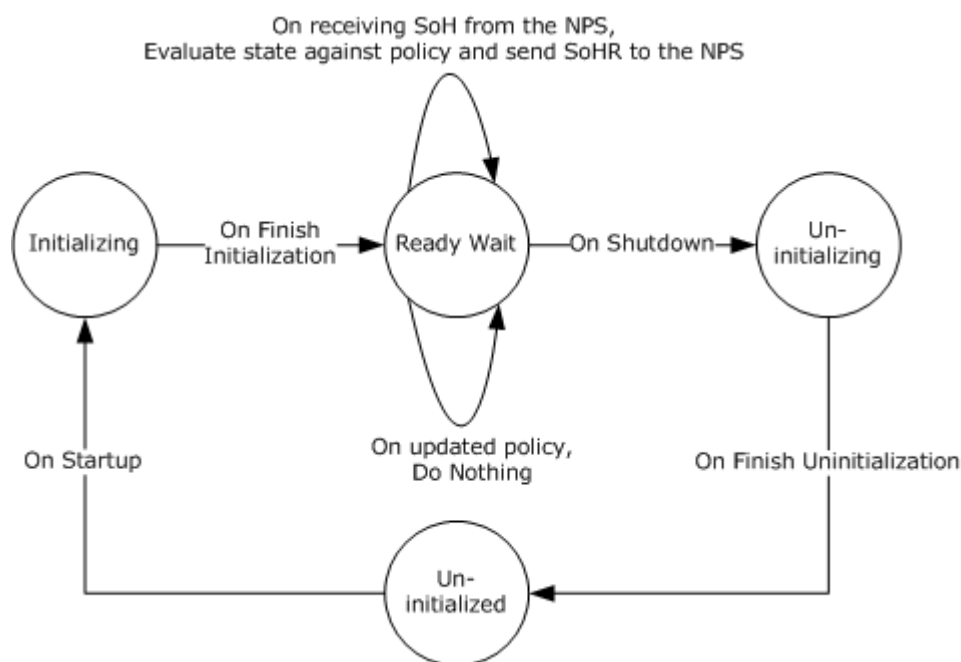 On receiving SoH from the NPS,
Evaluate state against policy and send SoHR to the NPS
Initializing
On Finish
Initialization
Ready Wait
On Shutdown
Un-
initializing
On updated policy,
Do Nothing
On Startup
On Finish Uninitialization
Un-
initialized